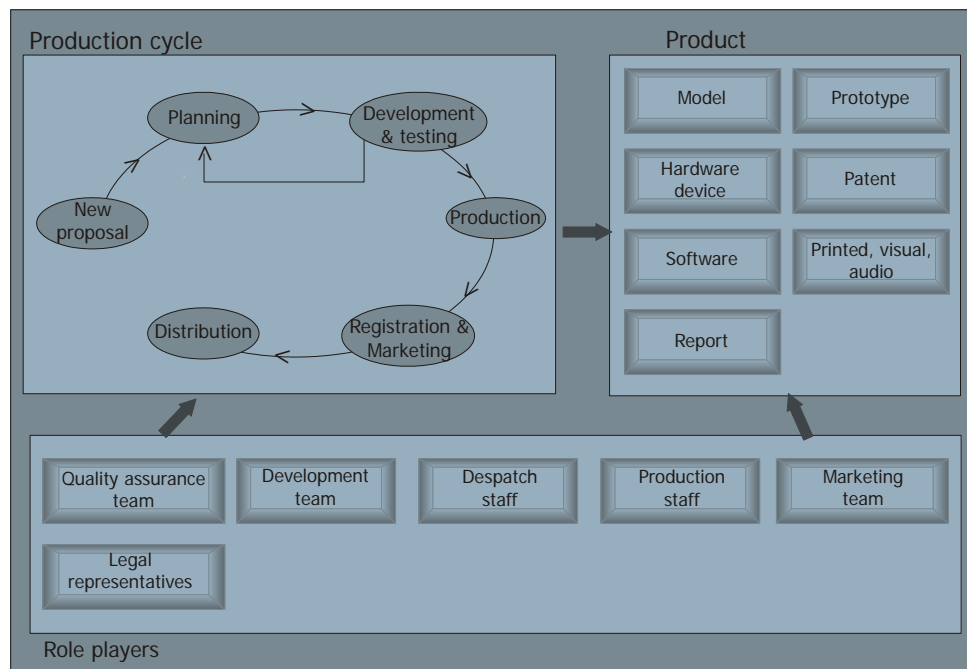 Production cycle
Planning
Development
& testing
New
proposal
Production
Distribution
Registration &
Marketing
Product
Model
Prototype
Hardware
device
Patent
Software
Printed, visual,
audio
Report
Quality assurance
team
Development
team
Despatch
staff
Production
staff
Marketing
team
Legal
representatives
Role players